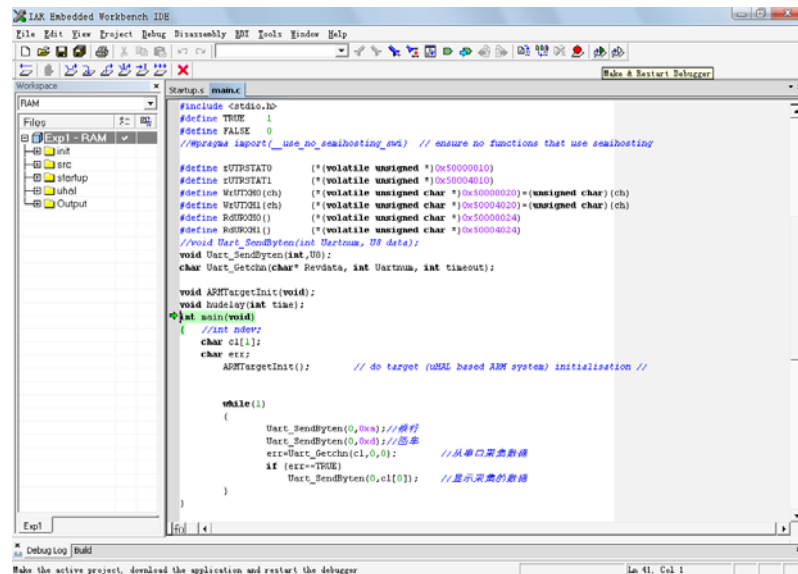 IAR Embedded Workbench IDE
File Edit View Project Debug Disassembly RDI Tools Window Help
Make & Restart Debugger
Workspace
RAM
Files
Exp1 - RAM
init
src
startup
uhal
Output
Exp1
Startup.s main.c
#include <stdio.h>
#define TRUE 1
#define FALSE 0
//#pragma import(__use_no_semihosting_swi) // ensure no functions that use semihosting
#define rUTRSTAT0 (*(volatile unsigned *)0x50000010)
#define rUTRSTAT1 (*(volatile unsigned *)0x50004010)
#define WrUTXH0(ch) (*(volatile unsigned char *)0x50000020)=(unsigned char)(ch)
#define WrUTXH1(ch) (*(volatile unsigned char *)0x50004020)=(unsigned char)(ch)
#define RdURXH0() (*(volatile unsigned char *)0x50000024)
#define RdURXH1() (*(volatile unsigned char *)0x50004024)
//void Uart_SendByten(int Uartnum, U8 data);
void Uart_SendByten(int,U8);
char Uart_Getchn(char* Revdata, int Uartnum, int timeout);
void ARMTargetInit(void);
void hudelay(int time);
int main(void)
{ //int ndev;
char c1[1];
char err;
ARMTargetInit(); // do target (uHAL based ARM system) initialisation //
while(1)
{
Uart_SendByten(0,0xa);//换行
Uart_SendByten(0,0xd);//回车
err=Uart_Getchn(c1,0,0); //从串口采集数据
if (err==TRUE)
Uart_SendByten(0,c1[0]); //显示采集的数据
}
}
Debug Log Build
Make the active project, download the application and restart the debugger
Ln 41, Col 1